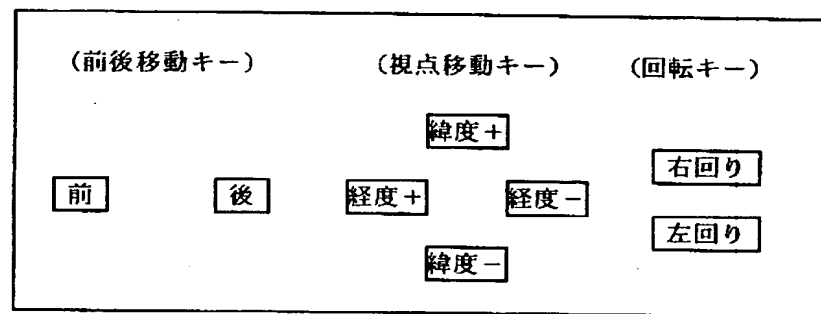 (前後移動キー) (視点移動キー) (回転キー)
緯度+
右回り
前 後 経度+ 経度-
左回り
緯度-